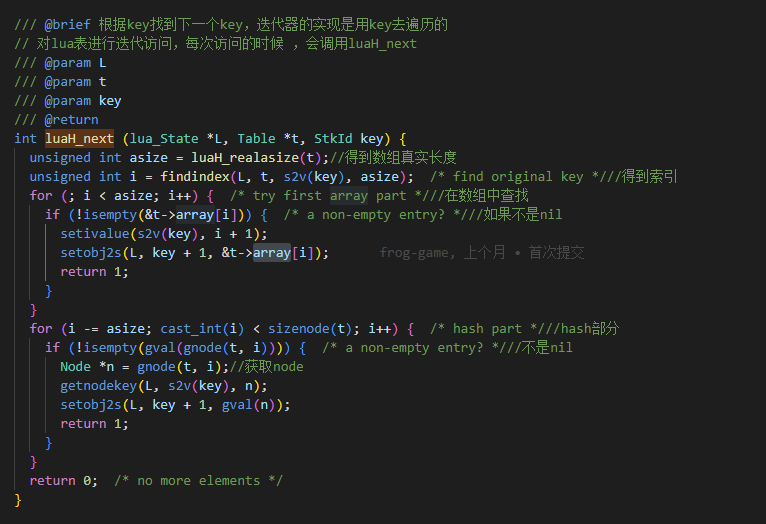 /// @brief 根据key找到下一个key，迭代器的实现是用key去遍历的
// 对lua表进行迭代访问，每次访问的时候 ，会调用luaH_next
/// @param L
/// @param t
/// @param key
/// @return
int luaH_next (lua_State *L, Table *t, StkId key) {
  unsigned int asize = luaH_realasize(t);//得到数组真实长度
  unsigned int i = findindex(L, t, s2v(key), asize);  /* find original key *///得到索引
  for (; i < asize; i++) {  /* try first array part *///在数组中查找
    if (!isempty(&t->array[i])) {  /* a non-empty entry? *///如果不是nil
      setivalue(s2v(key), i + 1);
      setobj2s(L, key + 1, &t->array[i]);     frog-game, 上个月 • 首次提交
      return 1;
    }
  }
  for (i -= asize; cast_int(i) < sizenode(t); i++) {  /* hash part *///hash部分
    if (!isempty(gval(gnode(t, i)))) {  /* a non-empty entry? *///不是nil
      Node *n = gnode(t, i);//获取node
      getnodekey(L, s2v(key), n);
      setobj2s(L, key + 1, gval(n));
      return 1;
    }
  }
  return 0;  /* no more elements */
}